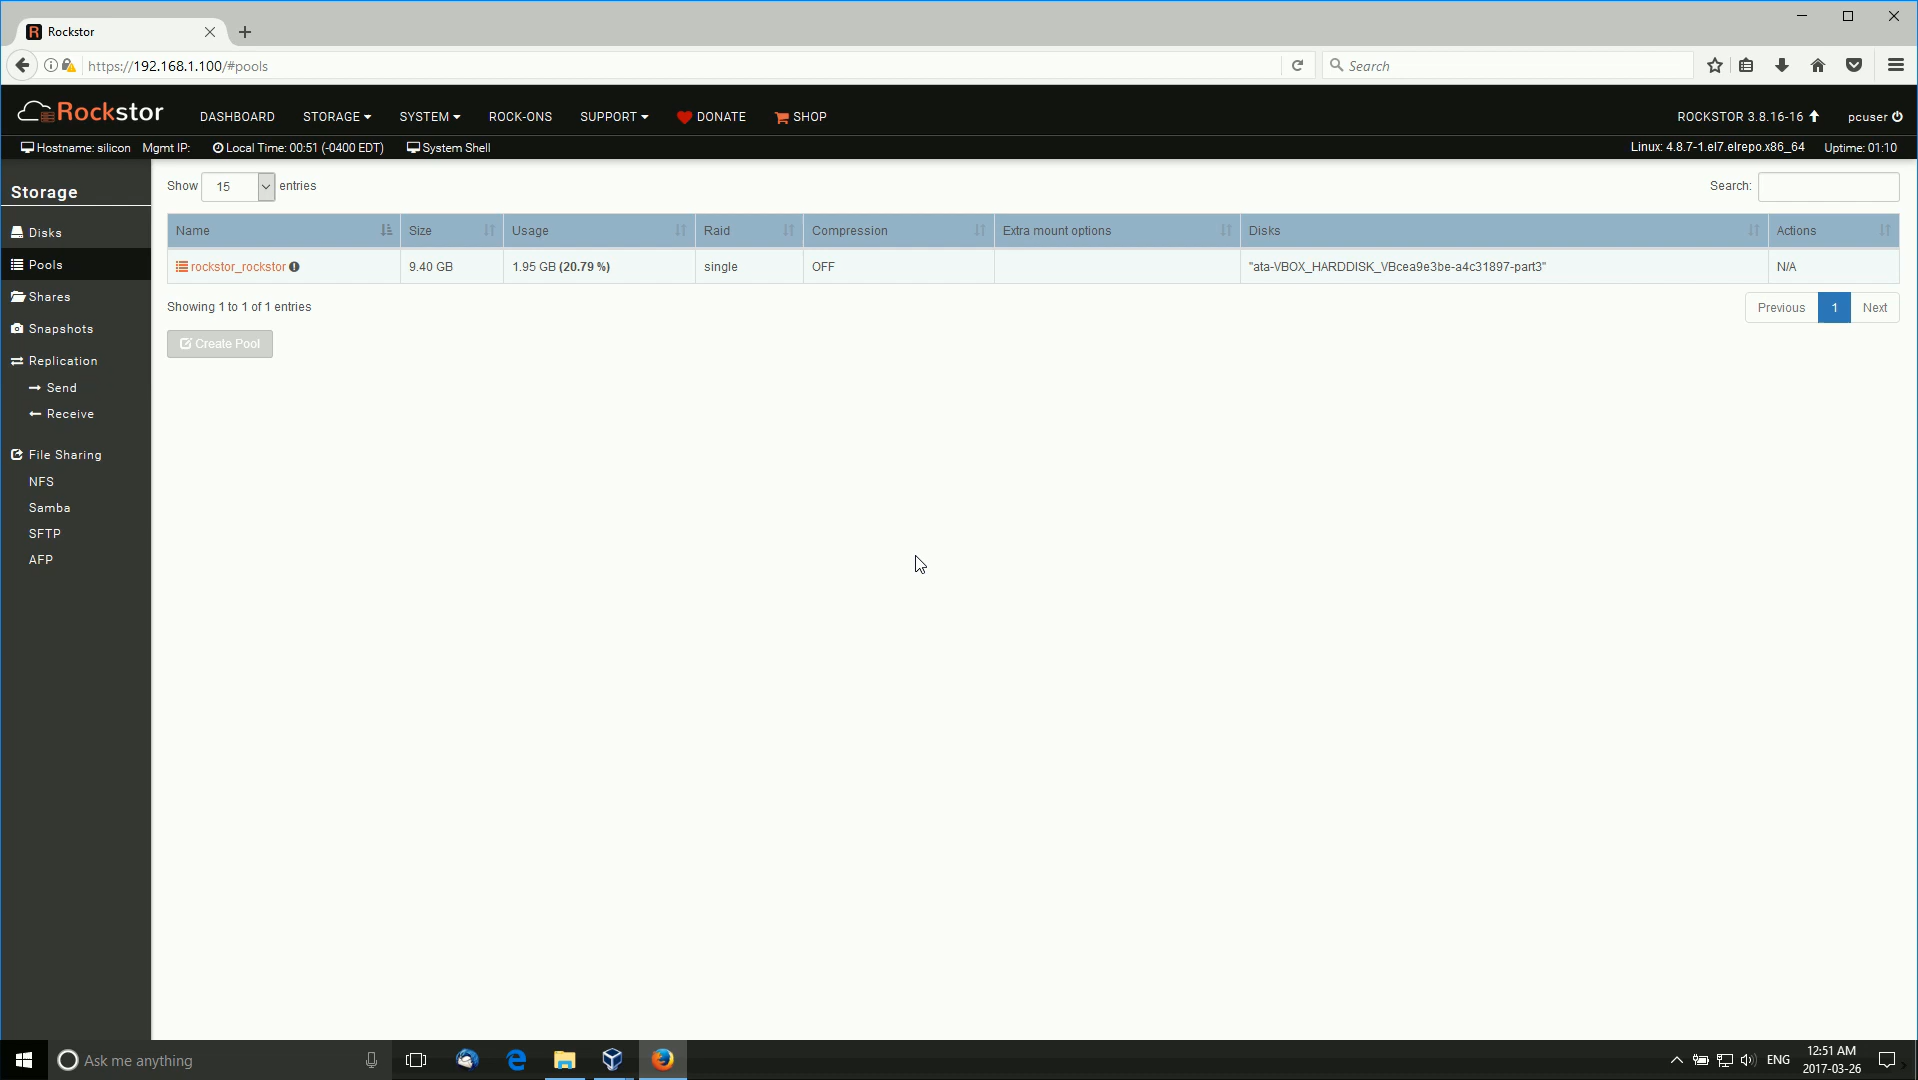 Rockstor
https://192.168.1.100/#pools
Search
Rockstor DASHBOARD STORAGE SYSTEM ROCK-ONS SUPPORT DONATE SHOP ROCKSTOR 3.8.16-16 pcuser
Hostname: silicon Mgmt IP: Local Time: 00:51 (-0400 EDT) System Shell Linux: 4.8.7-1.el7.elrepo.x86_64 Uptime: 01:10
Storage
Disks
Pools
Shares
Snapshots
Replication
Send
Receive
File Sharing
NFS
Samba
SFTP
AFP
Show 15 entries Search:
Name Size Usage Raid Compression Extra mount options Disks Actions
rockstor_rockstor 9.40 GB 1.95 GB (20.79 %) single OFF "ata-VBOX_HARDDISK_VBcea9e3be-a4c31897-part3" N/A
Showing 1 to 1 of 1 entries Previous 1 Next
Create Pool
Ask me anything ENG 12:51 AM
2017-03-26